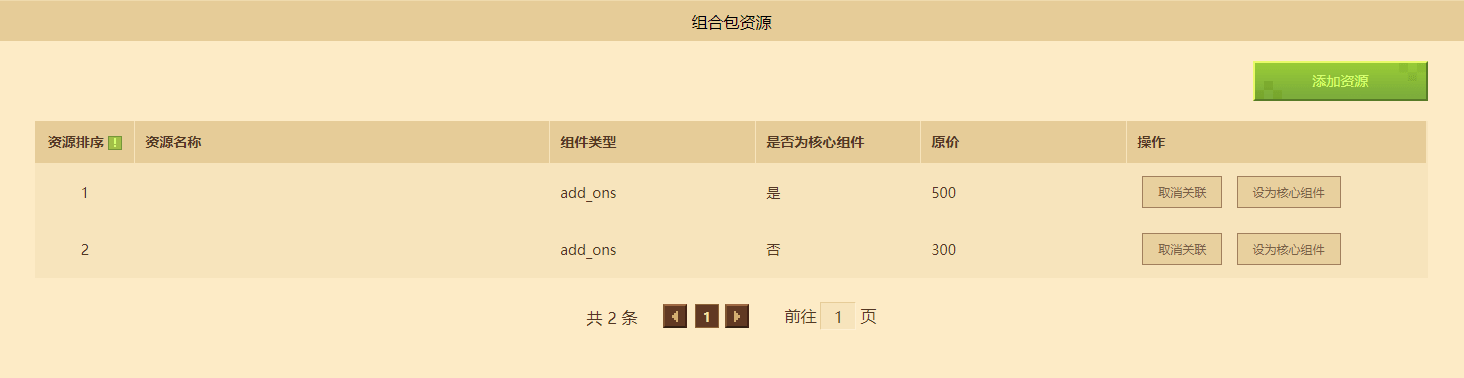 组合包资源
添加资源
资源排序 ! 资源名称 组件类型 是否为核心组件 原价 操作
1 add_ons 是 500 取消关联 设为核心组件
2 add_ons 否 300 取消关联 设为核心组件
共 2 条 1 前往 1 页